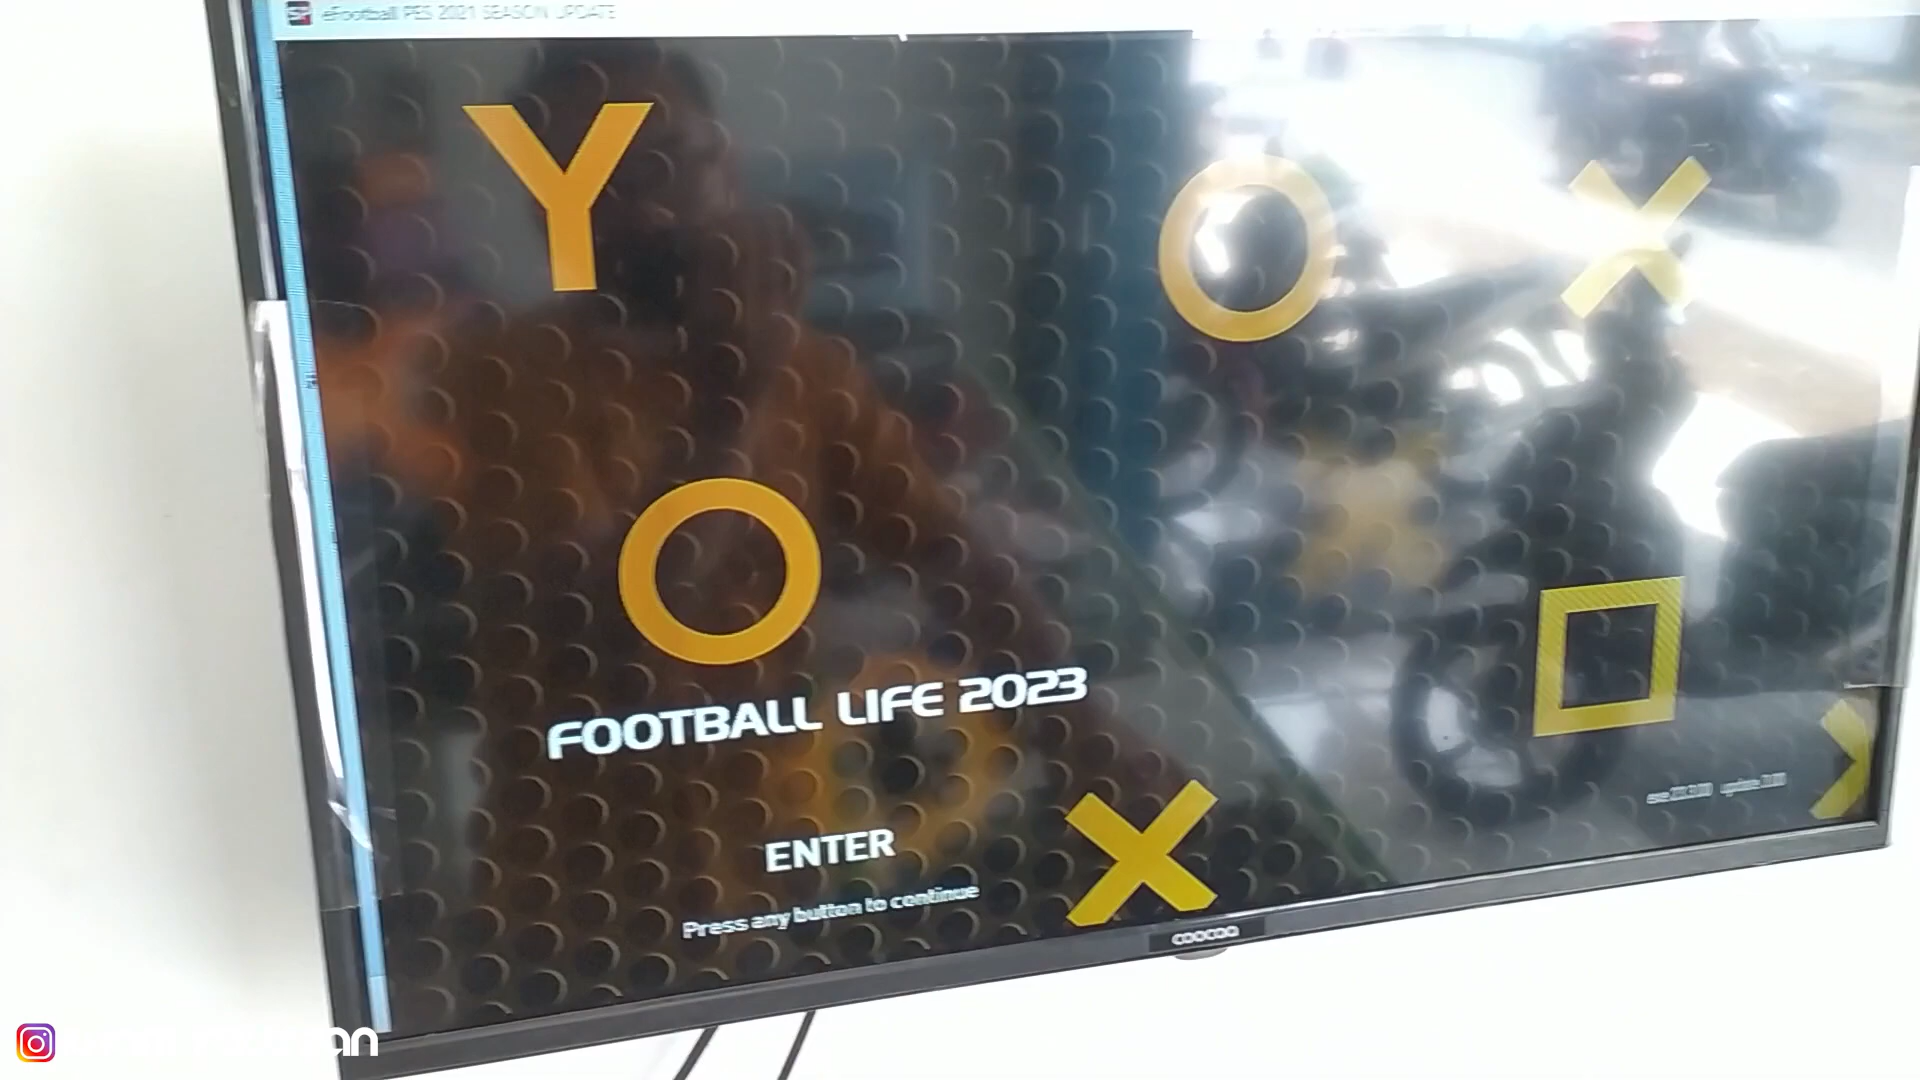 eFootball PES 2021 SEASON UPDATE
Y
FOOTBALL LIFE 2023
ENTER
Press any button to continue
coocaa